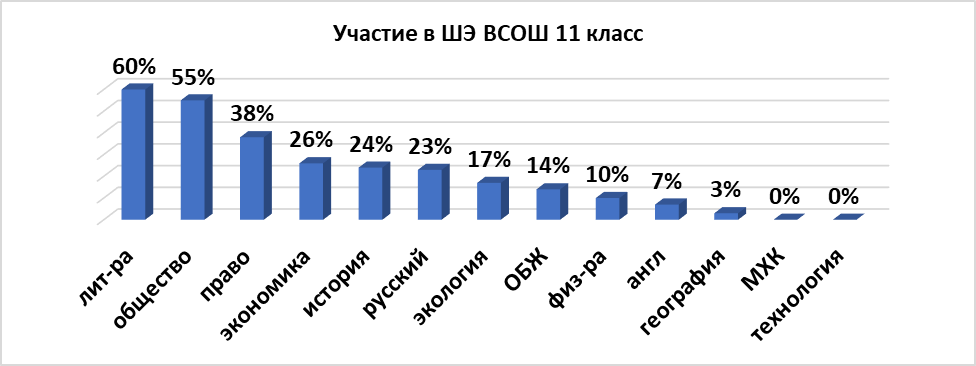 Участие в ШЭ ВСОШ 11 класс
60%
55%
38%
26%
24%
23%
17%
14%
10%
7%
3%
0%
0%
лит-ра
общество
право
экономика
история
русский
экология
ОБЖ
физ-ра
англ
география
МХК
технология